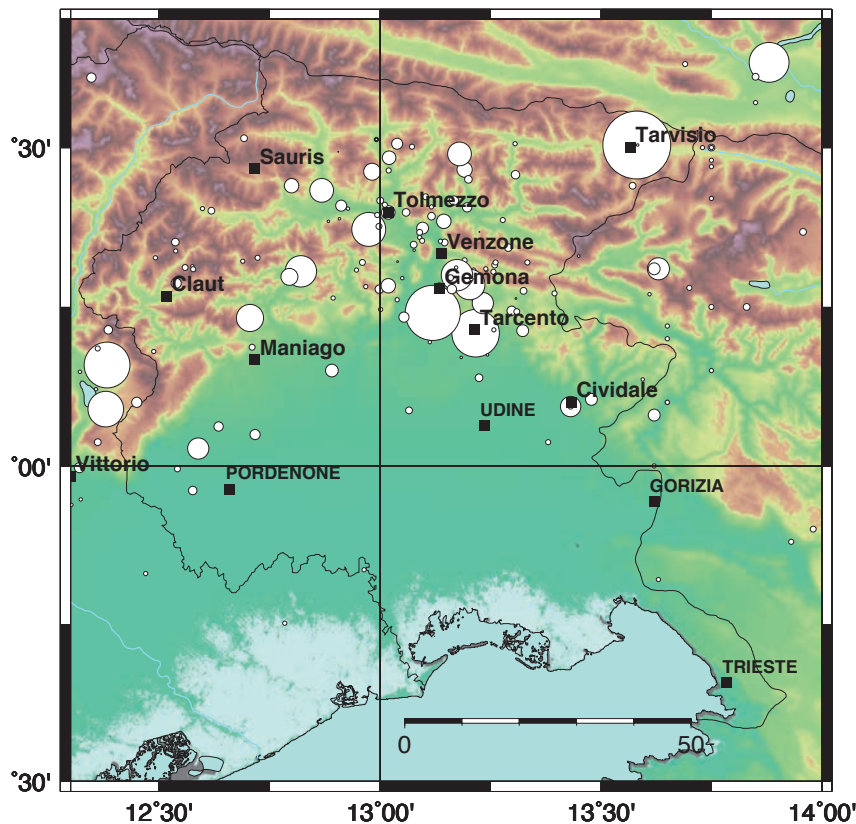 Tarvisio
˚30'
Sauris
Tolmezzo
Venzone
Gemona
Claut
Tarcento
Maniago
Cividale
UDINE
˚00'
Vittorio
PORDENONE
GORIZIA
TRIESTE
0 50
˚30'
12˚30' 13˚00' 13˚30' 14˚00'